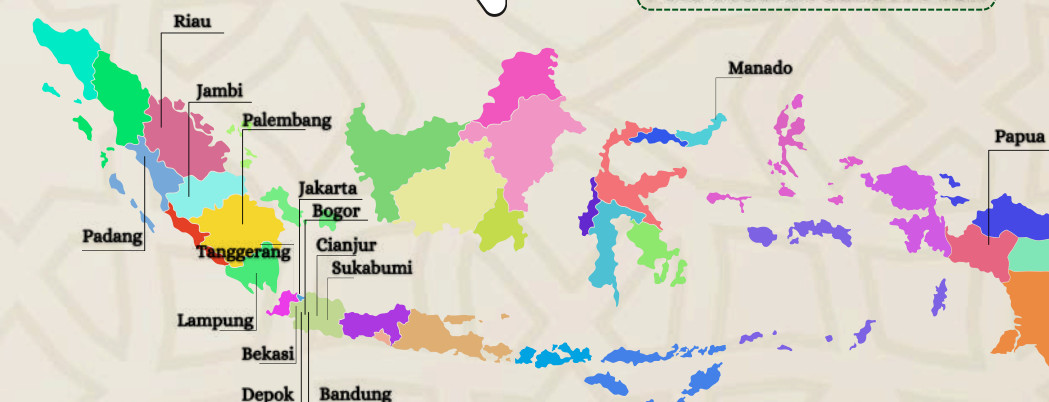 Riau
Manado
Jambi
Palembang
Papua
Jakarta
Bogor
Padang
Cianjur
Tanggerang
Sukabumi
Lampung
Bekasi
Depok
Bandung